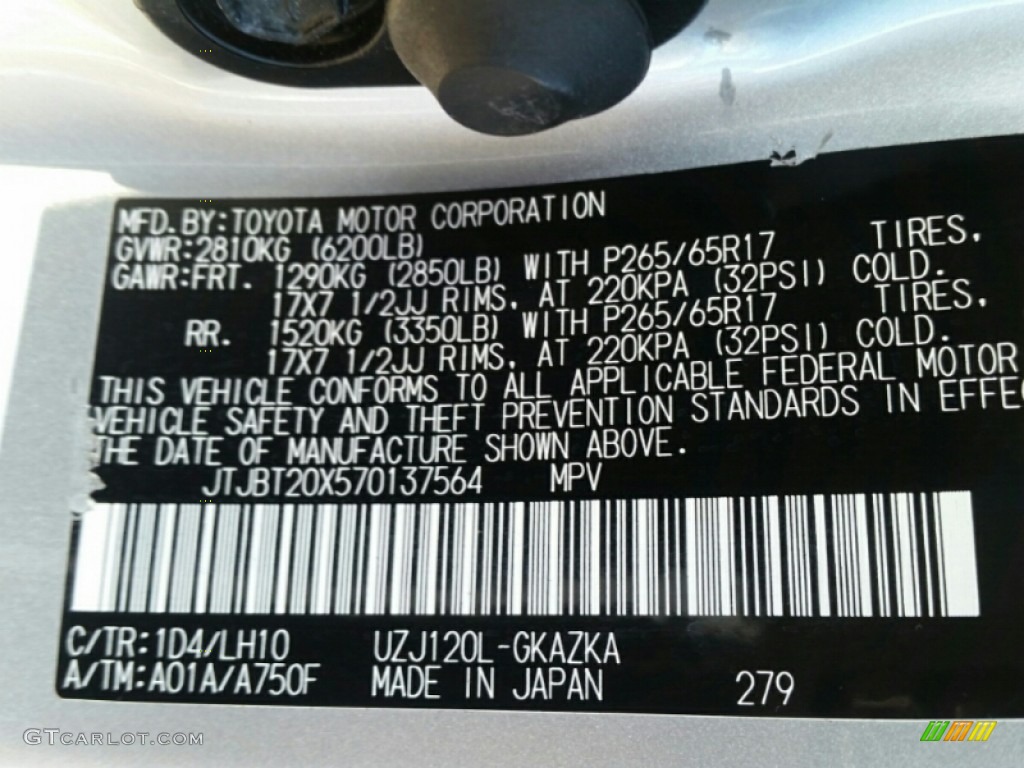 MFD. BY:TOYOTA MOTOR CORPORATION
GVWR:2810KG (6200LB)
GAWR:FRT. 1290KG (2850LB) WITH P265/65R17 TIRES,
17X7 1/2JJ RIMS, AT 220KPA (32PSI) COLD.
RR. 1520KG (3350LB) WITH P265/65R17 TIRES,
17X7 1/2JJ RIMS, AT 220KPA (32PSI) COLD.
THIS VEHICLE CONFORMS TO ALL APPLICABLE FEDERAL MOTOR
VEHICLE SAFETY AND THEFT PREVENTION STANDARDS IN EFFEC
THE DATE OF MANUFACTURE SHOWN ABOVE.
JTJBT20X570137564 MPV
C/TR:1D4/LH10 UZJ120L-GKAZKA
A/TM:A01A/A750F MADE IN JAPAN 279
GTCARLOT.COM